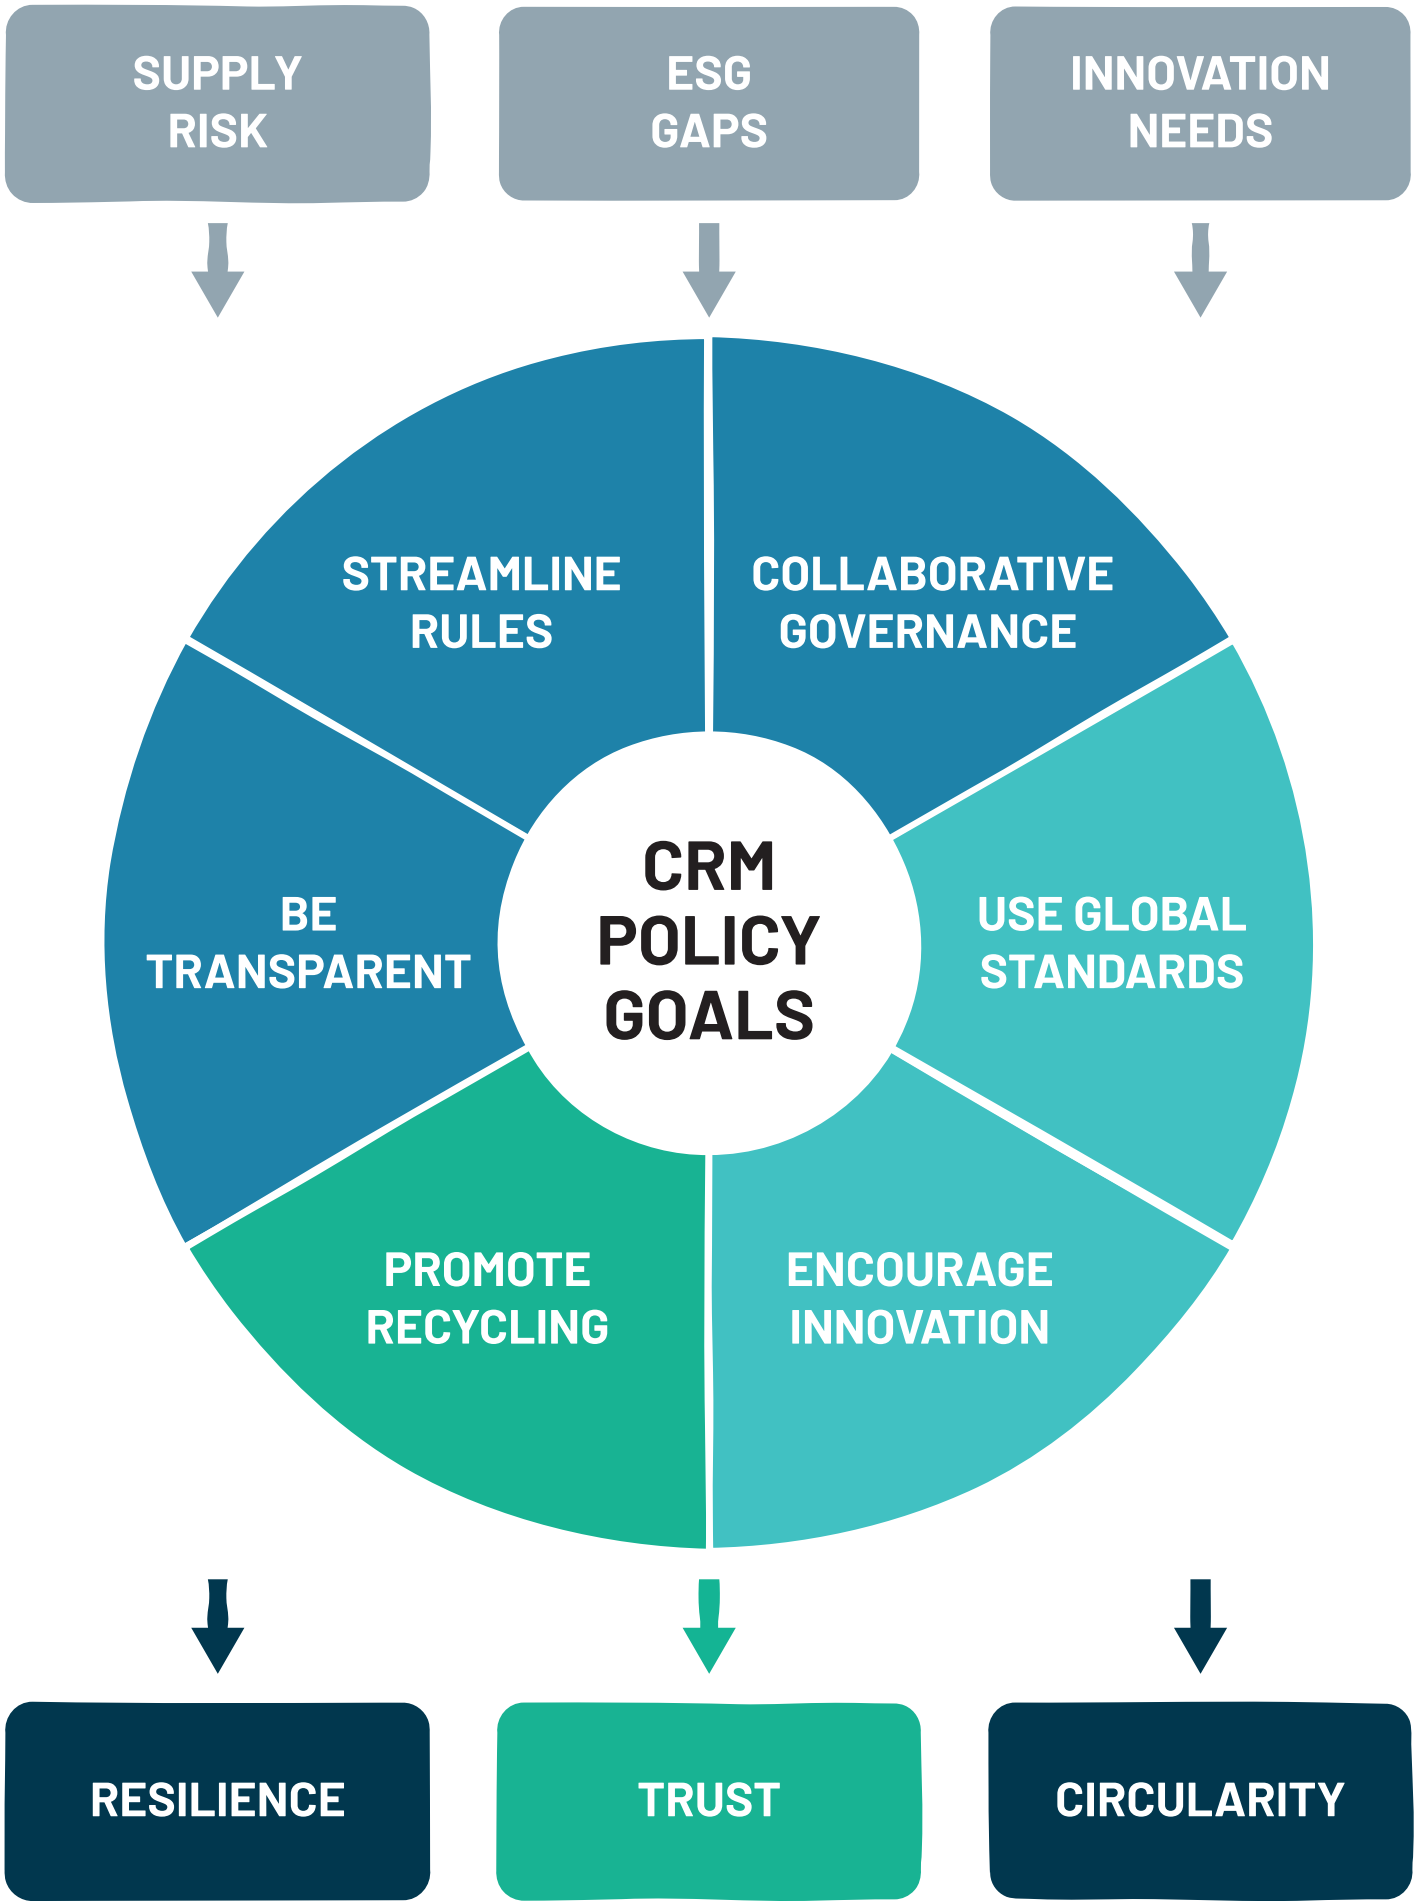 SUPPLY
RISK
ESG
GAPS
INNOVATION
NEEDS
STREAMLINE
RULES
COLLABORATIVE
GOVERNANCE
BE
TRANSPARENT
CRM
POLICY
GOALS
USE GLOBAL
STANDARDS
PROMOTE
RECYCLING
ENCOURAGE
INNOVATION
RESILIENCE
TRUST
CIRCULARITY